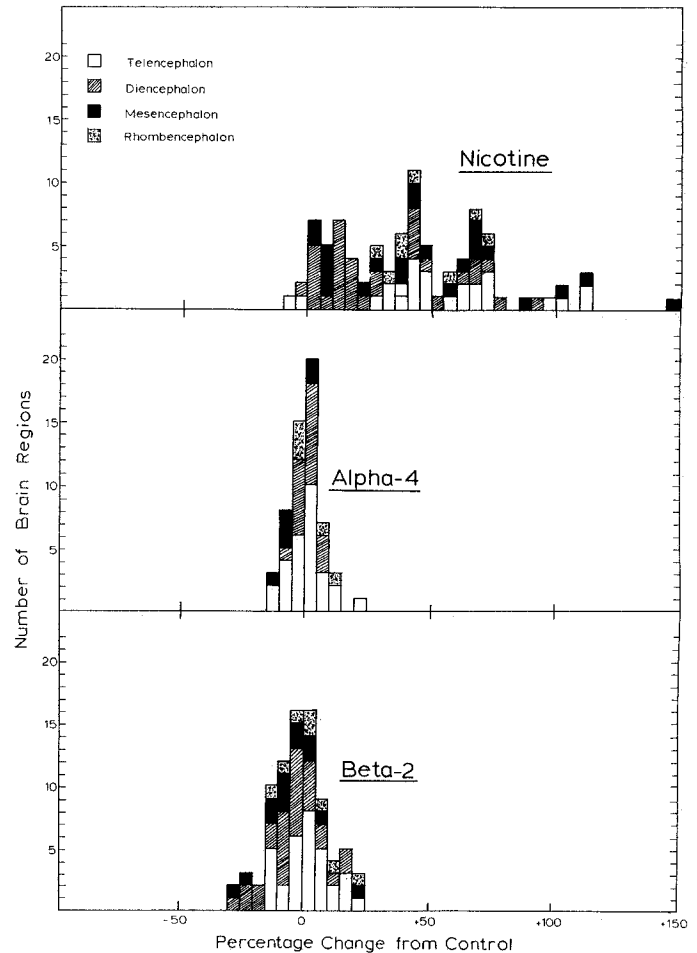 20
15
10
5
Telencephalon
Diencephalon
Mesencephalon
Rhombencephalon
Nicotine
20
15
10
5
Alpha-4
20
15
10
5
Beta-2
Number of Brain Regions
-50
0
+50
+100
+150
Percentage Change from Control